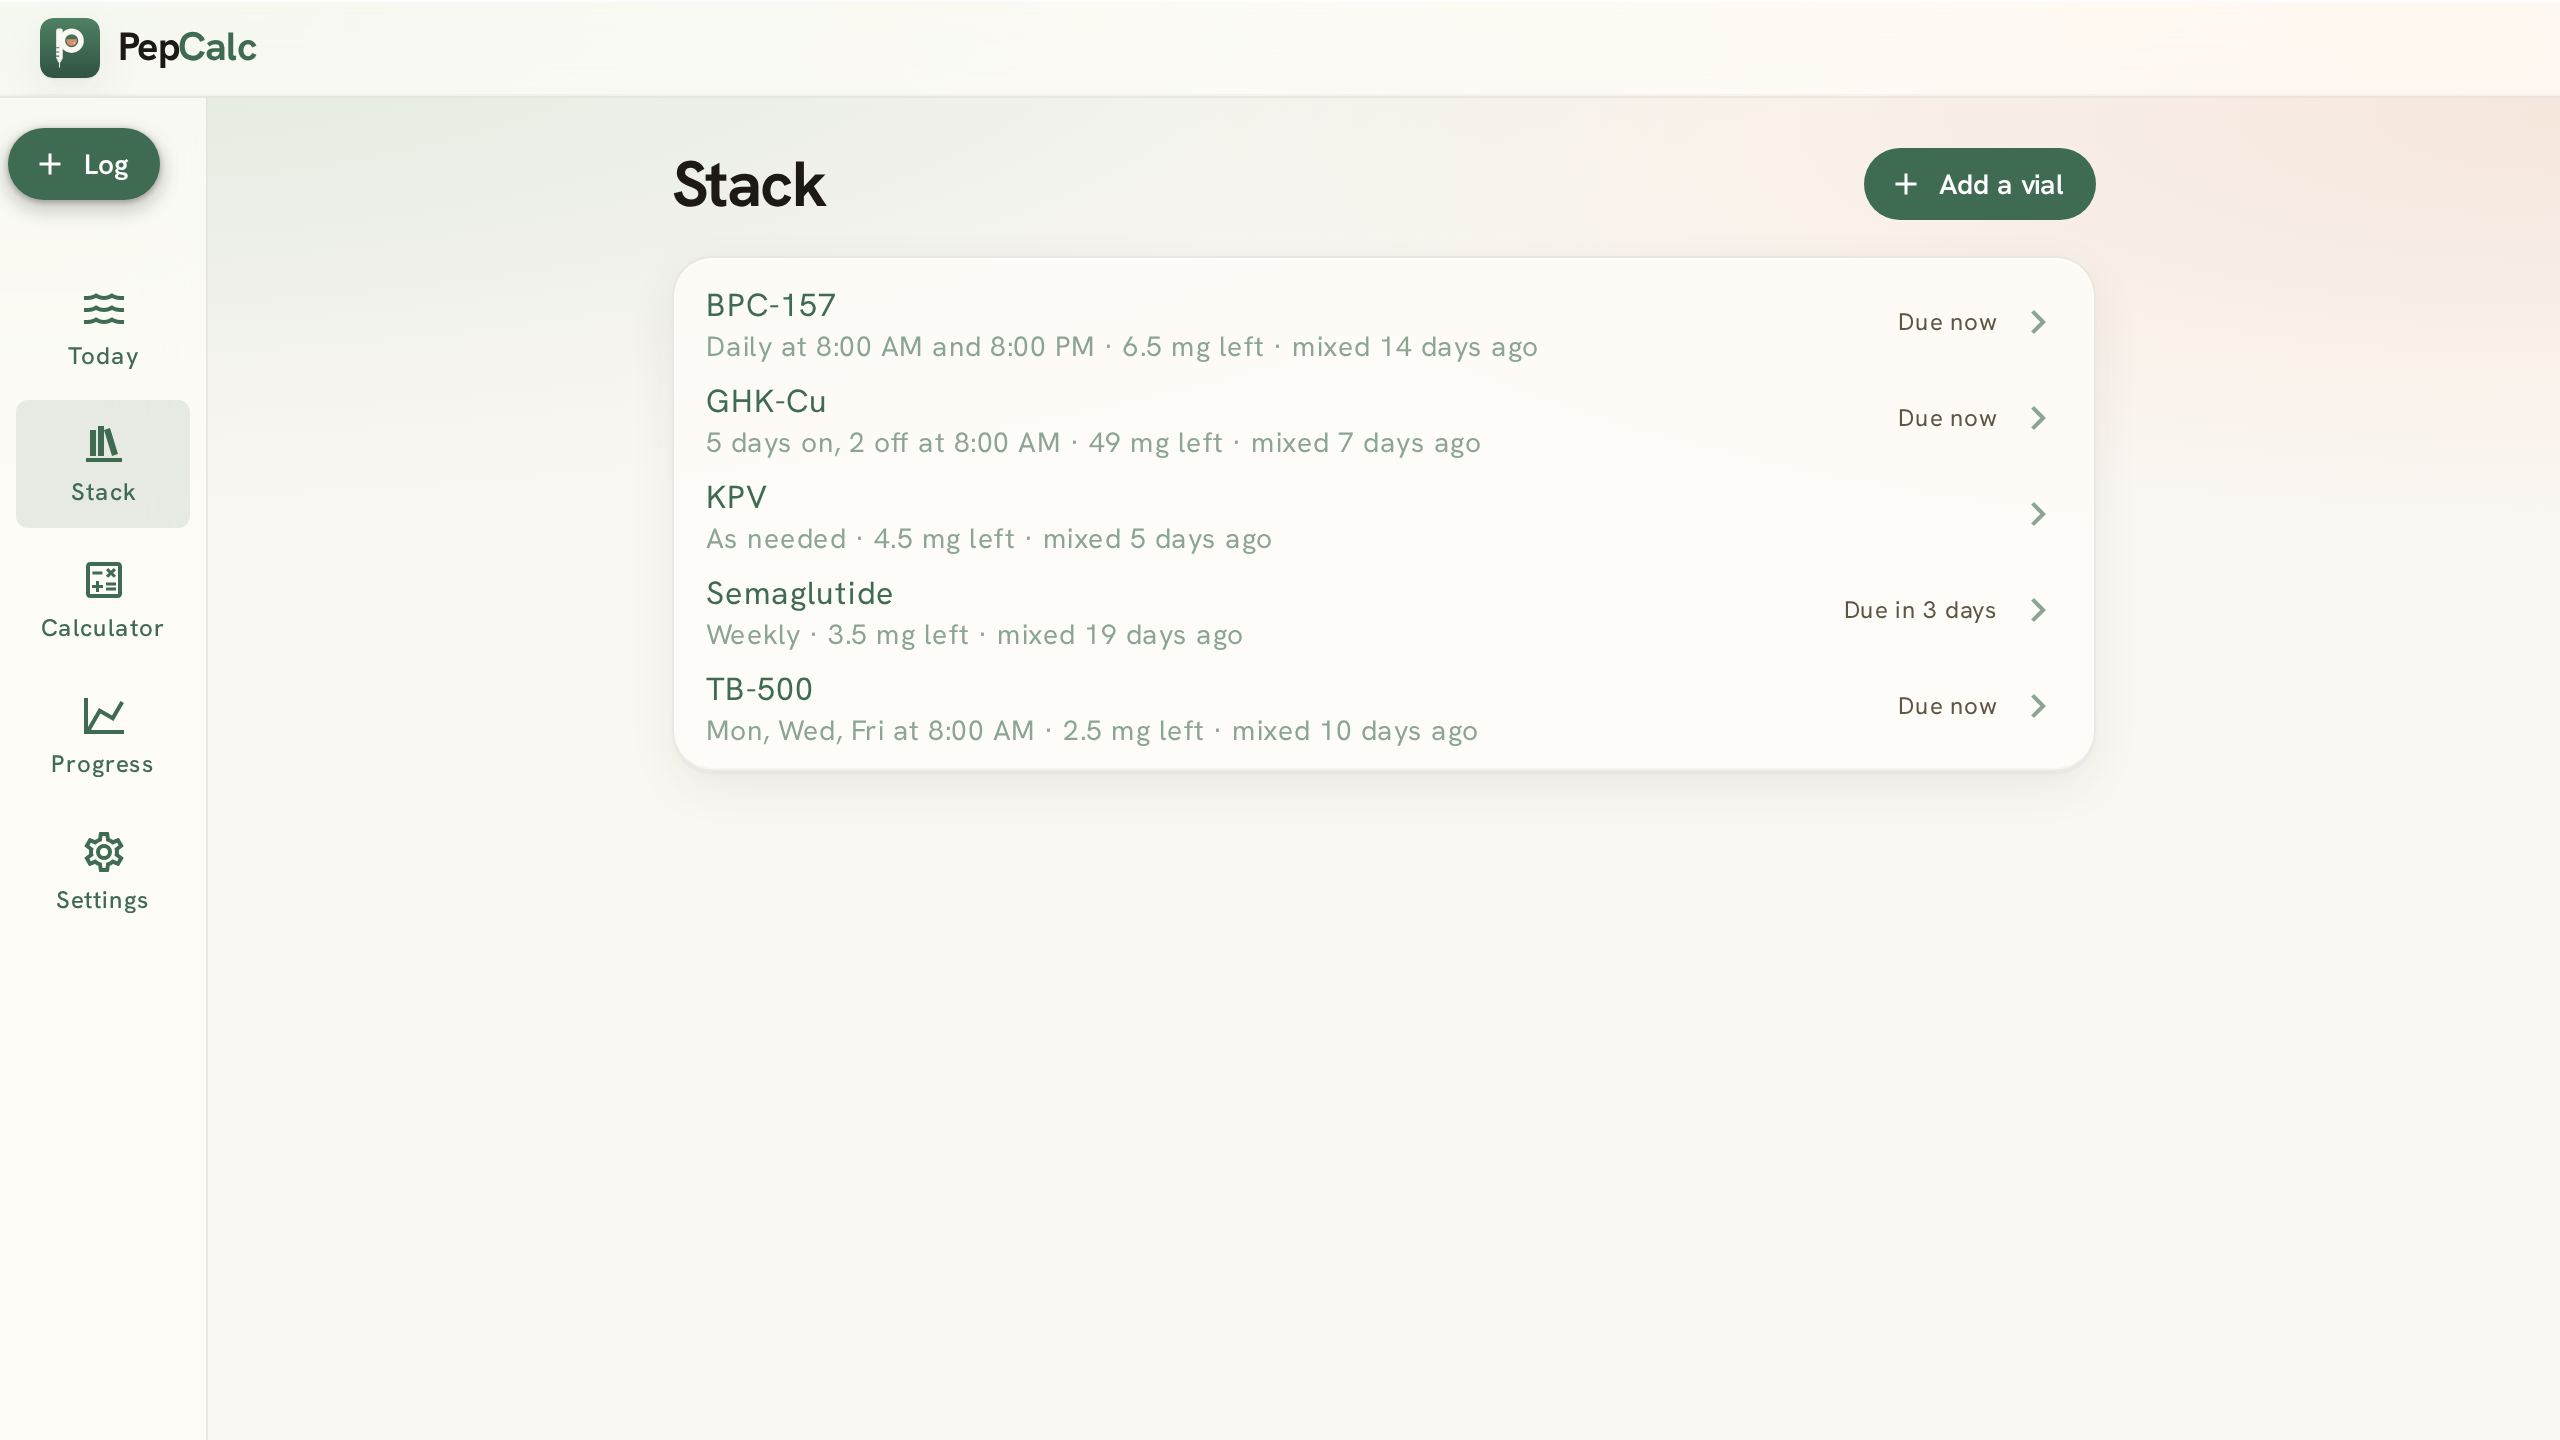 PepCalc
Log
Today
Stack
Calculator
Progress
Settings
Stack
Add a vial
BPC-157
Daily at 8:00 AM and 8:00 PM · 6.5 mg left · mixed 14 days ago
Due now
GHK-Cu
5 days on, 2 off at 8:00 AM · 49 mg left · mixed 7 days ago
Due now
KPV
As needed · 4.5 mg left · mixed 5 days ago
Semaglutide
Weekly · 3.5 mg left · mixed 19 days ago
Due in 3 days
TB-500
Mon, Wed, Fri at 8:00 AM · 2.5 mg left · mixed 10 days ago
Due now